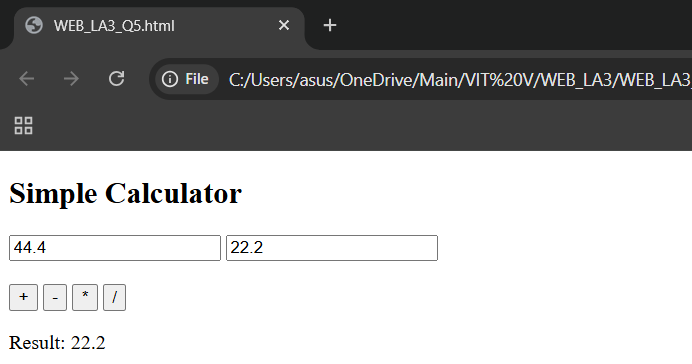 WEB_LA3_Q5.html
File C:/Users/asus/OneDrive/Main/VIT%20V/WEB_LA3/WEB_LA3_
Simple Calculator
44.4 22.2
+ - * /
Result: 22.2